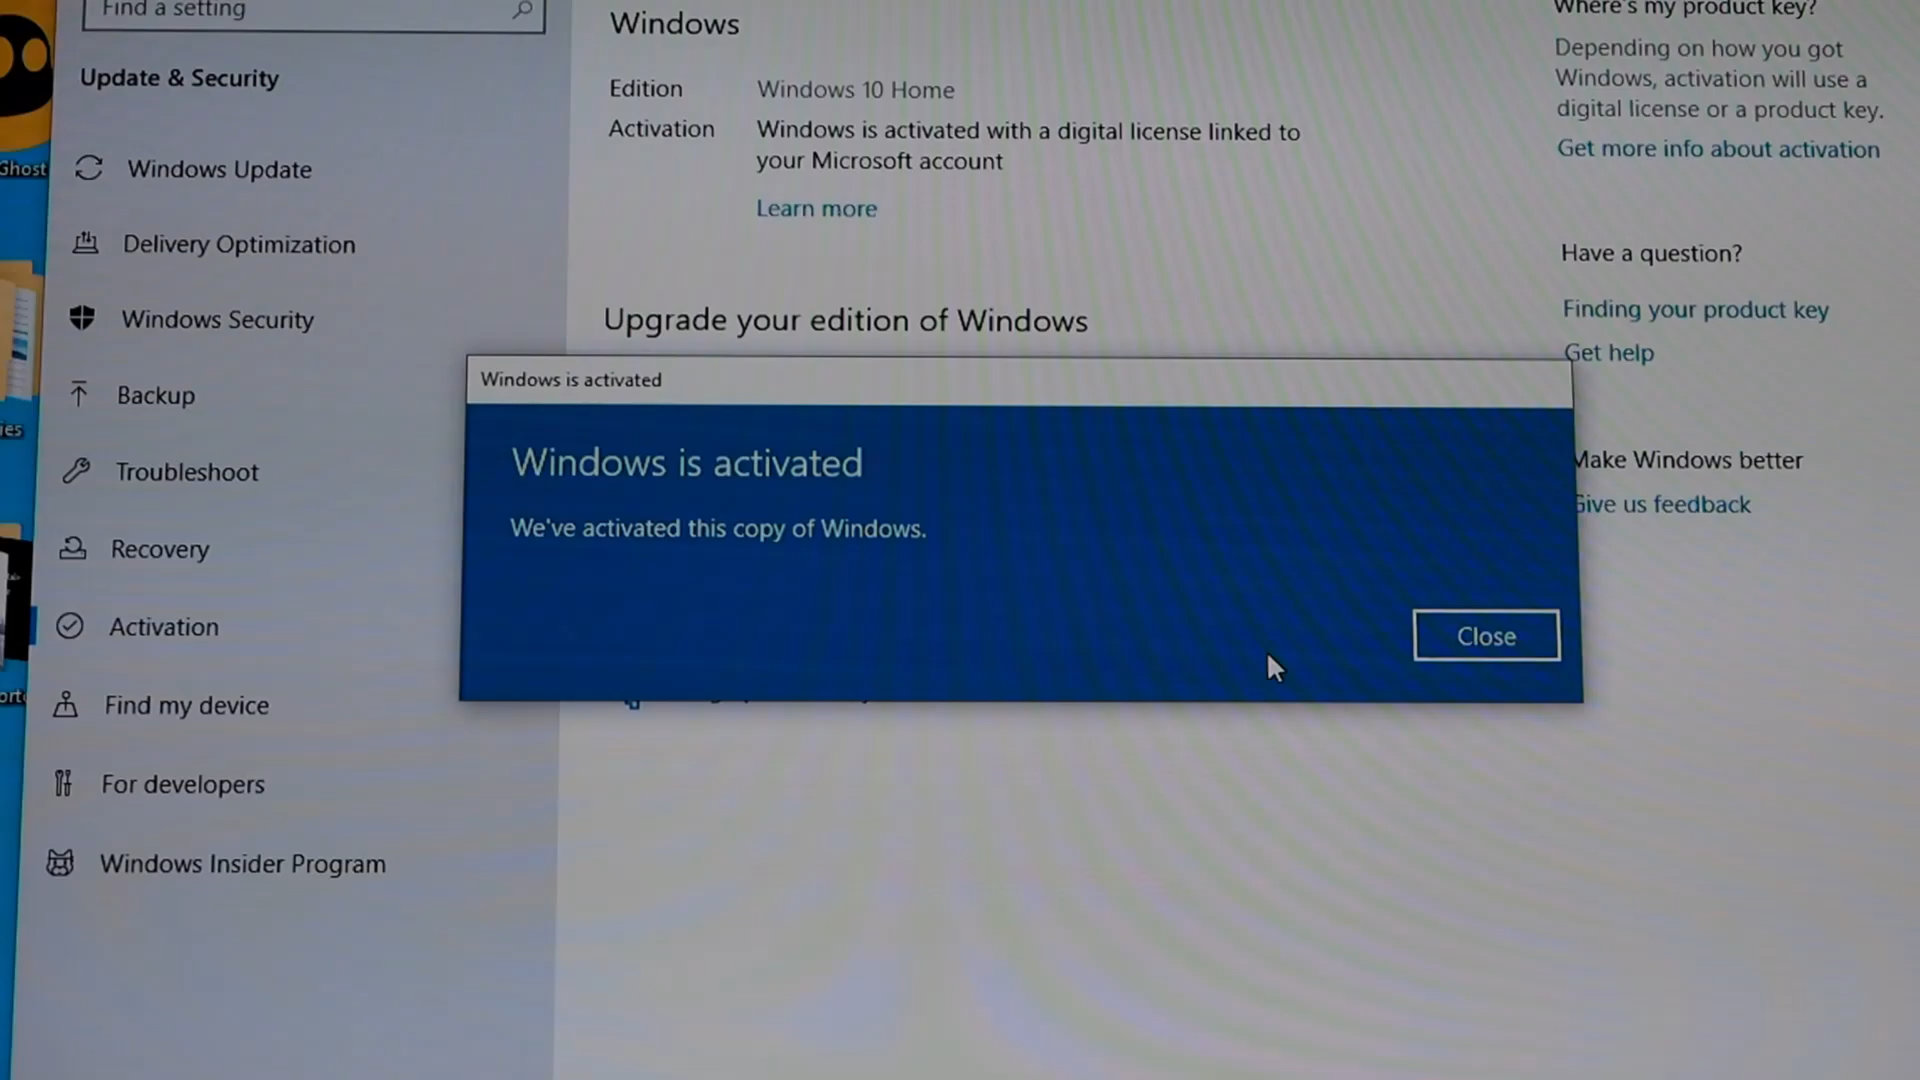 Find a setting
Update & Security
Windows Update
Delivery Optimization
Windows Security
Backup
Troubleshoot
Recovery
Activation
Find my device
For developers
Windows Insider Program
Ghost
ies
Windows
Edition Windows 10 Home
Activation Windows is activated with a digital license linked to
your Microsoft account
Learn more
Upgrade your edition of Windows
Windows is activated
Windows is activated
We've activated this copy of Windows.
Close
Where's my product key?
Depending on how you got
Windows, activation will use a
digital license or a product key.
Get more info about activation
Have a question?
Finding your product key
Get help
Make Windows better
Give us feedback